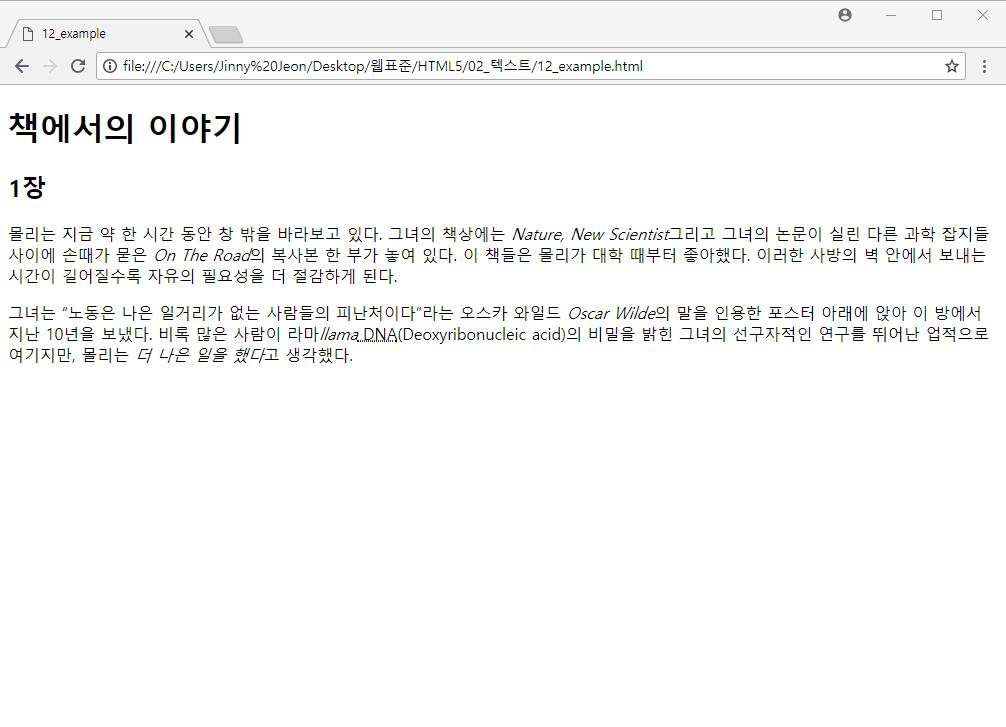 12_example
file:///C:/Users/Jinny%20Jeon/Desktop/웹표준/HTML5/02_텍스트/12_example.html
책에서의 이야기
1장
몰리는 지금 약 한 시간 동안 창 밖을 바라보고 있다. 그녀의 책상에는 Nature, New Scientist그리고 그녀의 논문이 실린 다른 과학 잡지들
사이에 손때가 묻은 On The Road의 복사본 한 부가 놓여 있다. 이 책들은 몰리가 대학 때부터 좋아했다. 이러한 사방의 벽 안에서 보내는
시간이 길어질수록 자유의 필요성을 더 절감하게 된다.
그녀는 "노동은 나은 일거리가 없는 사람들의 피난처이다"라는 오스카 와일드 Oscar Wilde의 말을 인용한 포스터 아래에 앉아 이 방에서
지난 10년을 보냈다. 비록 많은 사람이 라마llama DNA(Deoxyribonucleic acid)의 비밀을 밝힌 그녀의 선구자적인 연구를 뛰어난 업적으로
여기지만, 몰리는 더 나은 일을 했다고 생각했다.